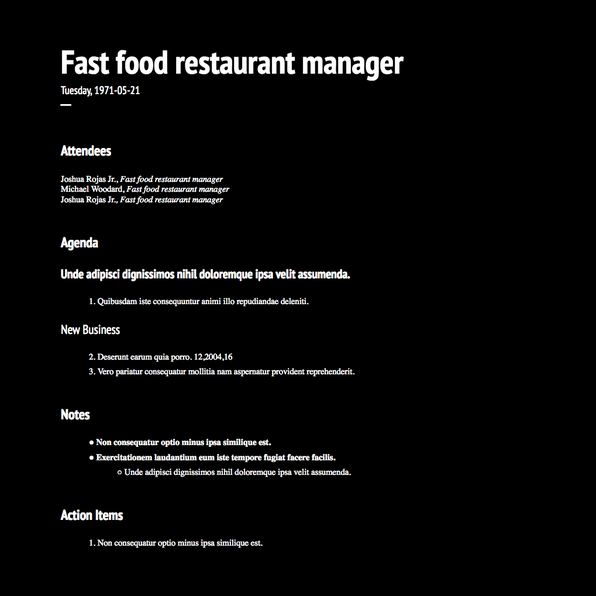 Fast food restaurant manager
Tuesday, 1971-05-21
Attendees
Joshua Rojas Jr., Fast food restaurant manager
Michael Woodard, Fast food restaurant manager
Joshua Rojas Jr., Fast food restaurant manager
Agenda
Unde adipisci dignissimos nihil doloremque ipsa velit assumenda.
1. Quibusdam iste consequuntur animi illo repudiandae deleniti.
New Business
2. Deserunt earum quia porro. 12,2004,16
3. Vero pariatur consequatur mollitia nam aspernatur provident reprehenderit.
Notes
● Non consequatur optio minus ipsa similique est.
● Exercitationem laudantium eum iste tempore fugiat facere facilis.
○ Unde adipisci dignissimos nihil doloremque ipsa velit assumenda.
Action Items
1. Non consequatur optio minus ipsa similique est.